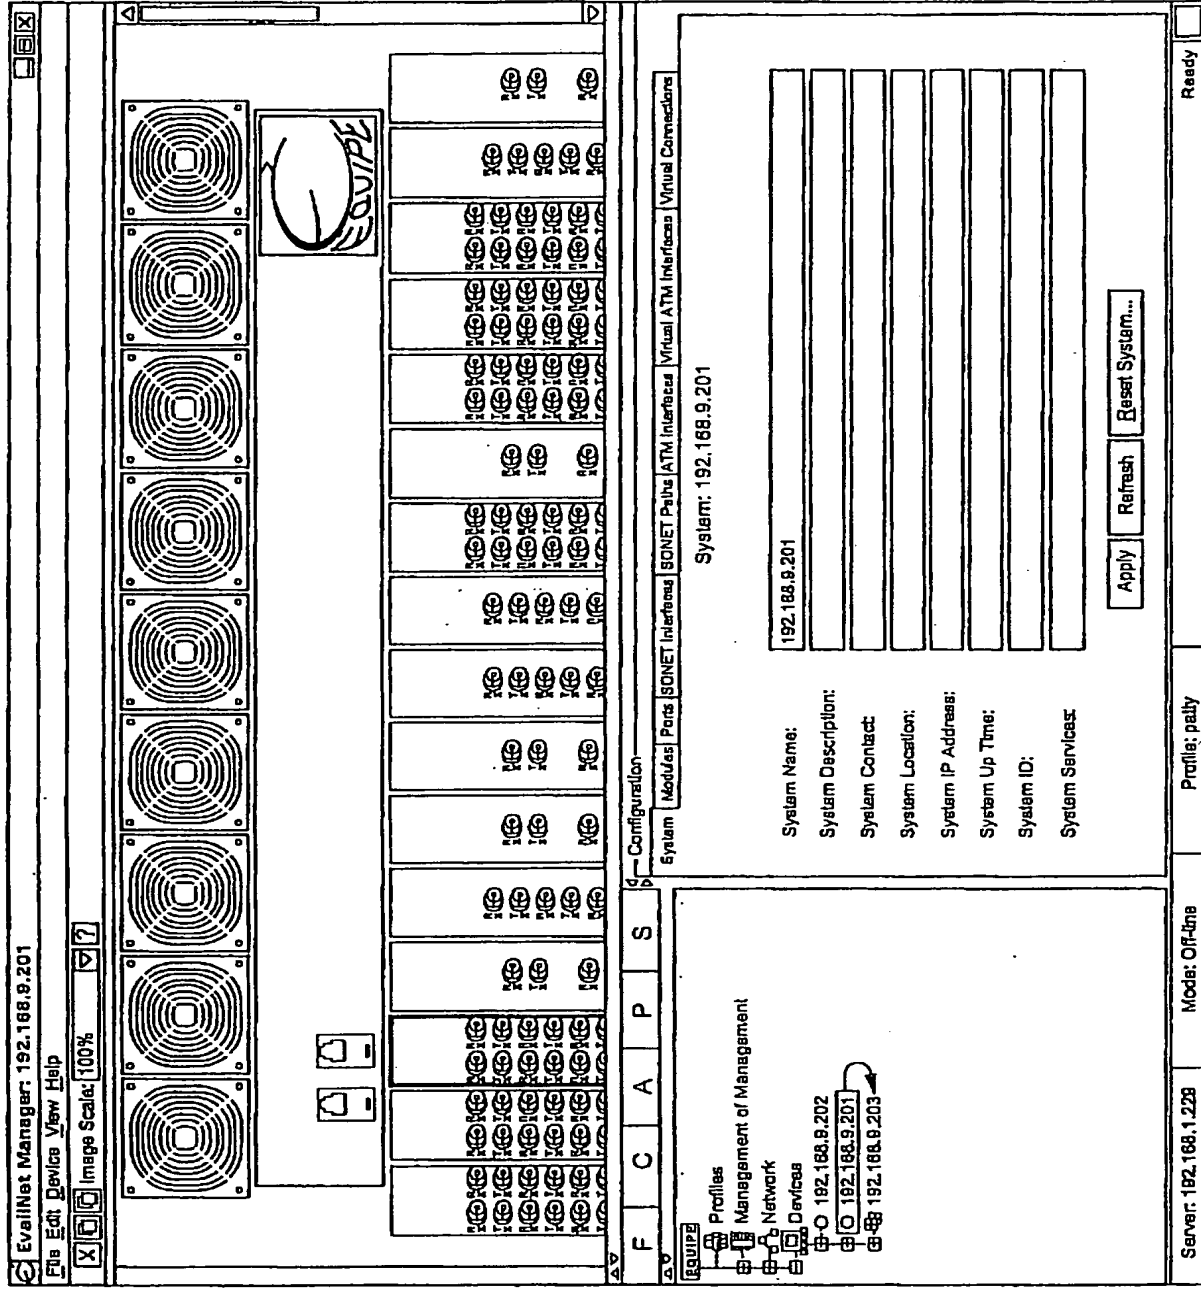 EvailNet Manager: 192.168.9.201
File Edit Device View Help
Image Scale: 100%
?
EQUIPE
F C A P S
EQUIPE
Profiles
Management of Management
Network
Devices
192.168.9.202
192.168.9.201
192.168.9.203
Configuration
System Modules Ports SONET Interfaces SONET Paths ATM Interfaces Virtual ATM Interfaces Virtual Connections
System: 192.168.9.201
System Name: 192.168.9.201
System Description:
System Contact:
System Location:
System IP Address:
System Up Time:
System ID:
System Services:
Apply Refresh Reset System...
Server: 192.168.1.229 Mode: Off-line Profile: patty Ready